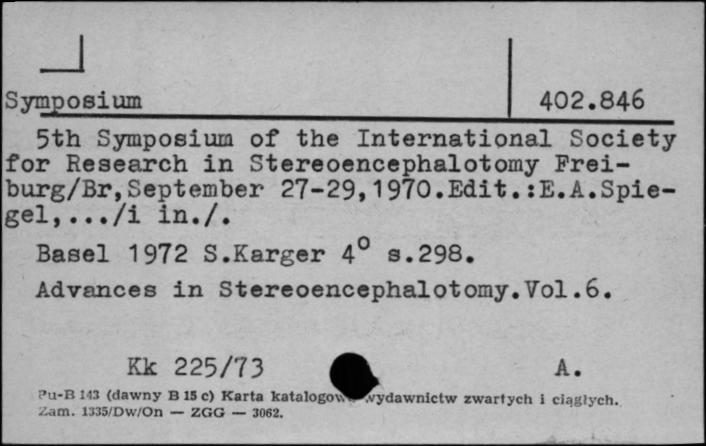 Symposium 402.846
5th Symposium of the International Society
for Research in Stereoencephalotomy Frei-
burg/Br,September 27-29,1970.Edit.:E.A.Spie-
gel,.../i in./.
Basel 1972 S.Karger 4° s.298.
Advances in Stereoencephalotomy.Vol.6.
Kk 225/73 A.
Pu-B 143 (dawny B 15 c) Karta katalogow wydawnictw zwartych i ciągłych.
Zam. 1335/Dw/On — ZGG — 3062.